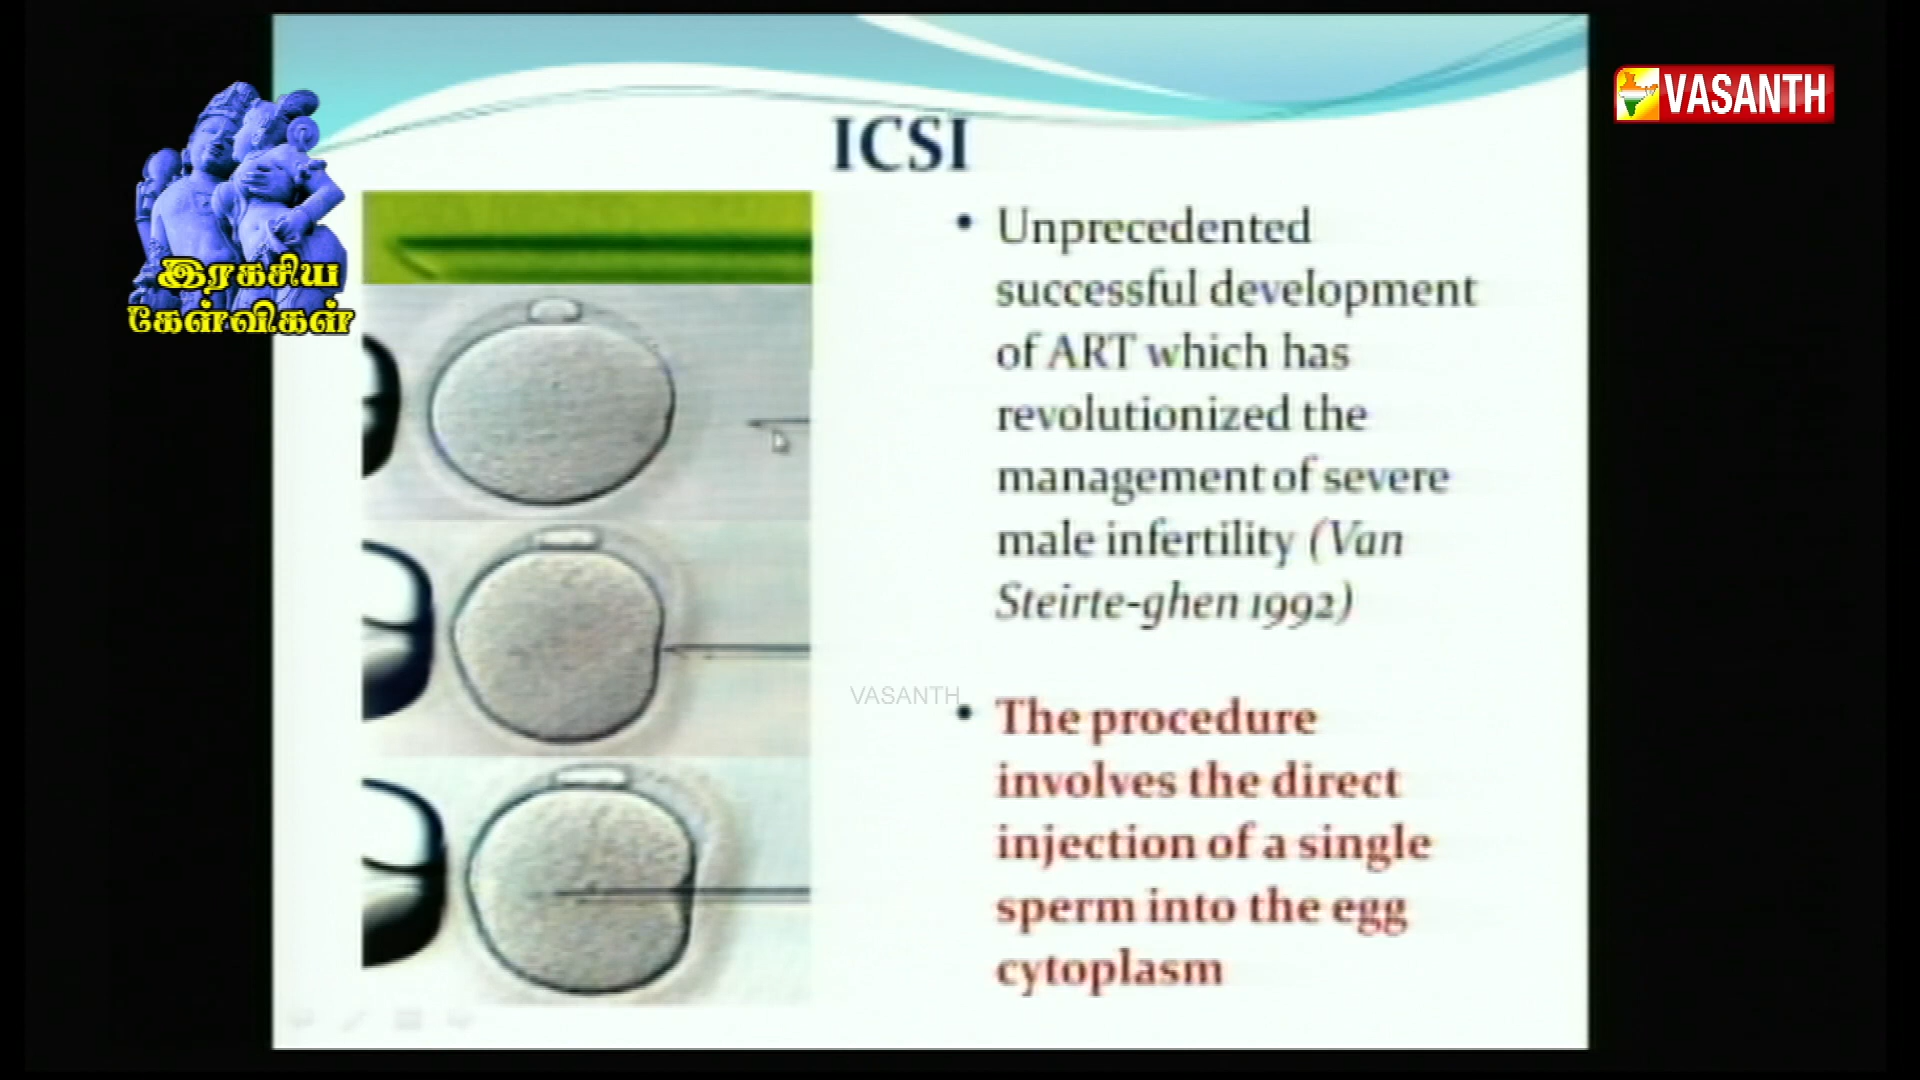 VASANTH
ICSI
இரகசிய
கேள்விகள்
• Unprecedented
successful development
of ART which has
revolutionized the
management of severe
male infertility (Van
Steirte-ghen 1992)
VASANTH
• The procedure
involves the direct
injection of a single
sperm into the egg
cytoplasm